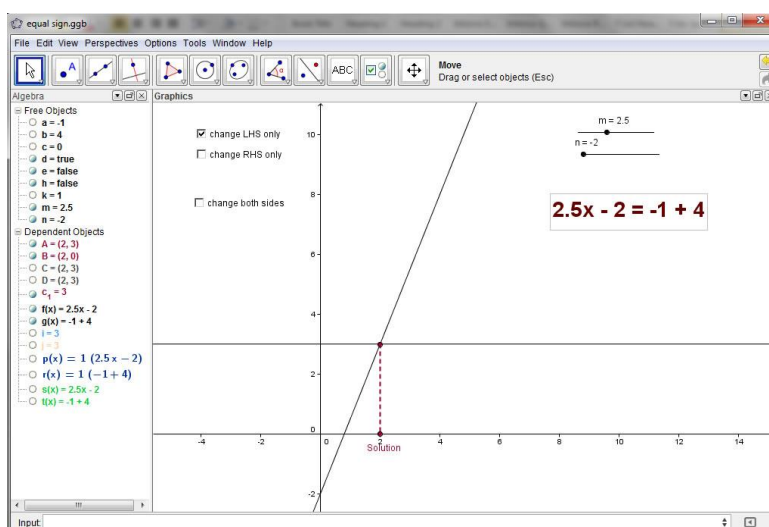 equal sign.ggb
File Edit View Perspectives Options Tools Window Help
ABC
Move
Drag or select objects (Esc)
Algebra
Graphics
Free Objects
a = -1
b = 4
c = 0
d = true
e = false
h = false
k = 1
m = 2.5
n = -2
Dependent Objects
A = (2, 3)
B = (2, 0)
C = (2, 3)
D = (2, 3)
c₁ = 3
f(x) = 2.5x - 2
g(x) = -1 + 4
i = 3
j = 3
p(x) = 1 (2.5 x − 2)
r(x) = 1 (−1 + 4)
s(x) = 2.5x - 2
t(x) = -1 + 4
change LHS only
change RHS only
change both sides
m = 2.5
n = -2
2.5x - 2 = -1 + 4
10
8
6
4
2
0
-2
-4
-2
0
2
4
6
8
10
12
14
Solution
Input: